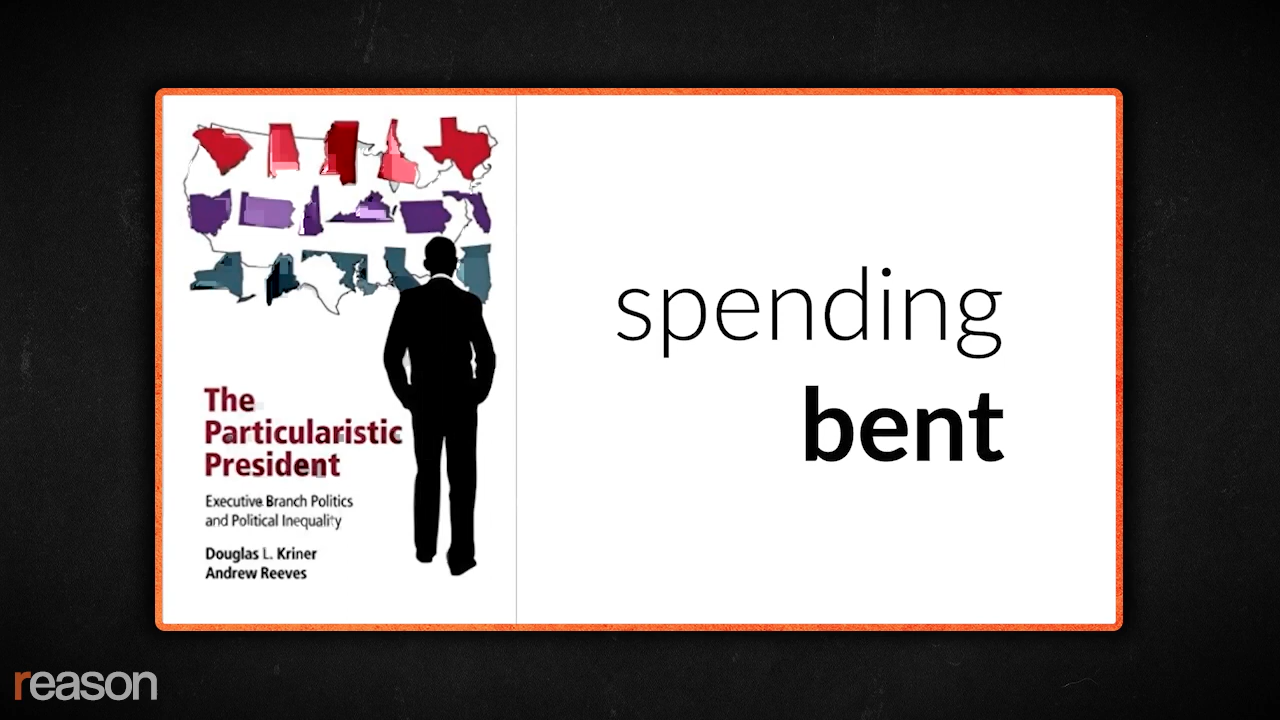 The
Particularistic
President
Executive Branch Politics
and Political Inequality
Douglas L. Kriner
Andrew Reeves
spending
bent
reason